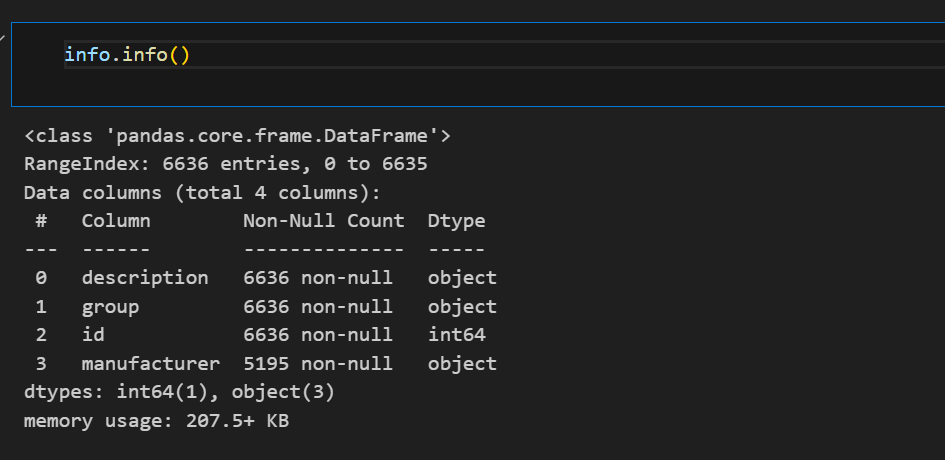 info.info()
<class 'pandas.core.frame.DataFrame'>
RangeIndex: 6636 entries, 0 to 6635
Data columns (total 4 columns):
 #   Column        Non-Null Count  Dtype
---  ------        --------------  -----
 0   description   6636 non-null   object
 1   group         6636 non-null   object
 2   id            6636 non-null   int64
 3   manufacturer  5195 non-null   object
dtypes: int64(1), object(3)
memory usage: 207.5+ KB